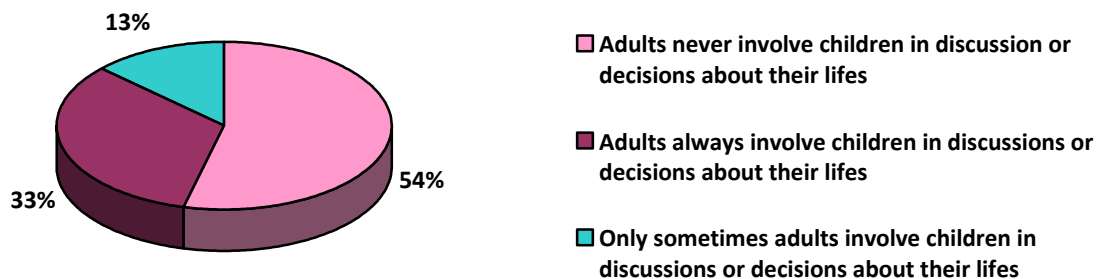 13%
54%
33%
Adults never involve children in discussion or
decisions about their lifes
Adults always involve children in discussions or
decisions about their lifes
Only sometimes adults involve children in
discussions or decisions about their lifes